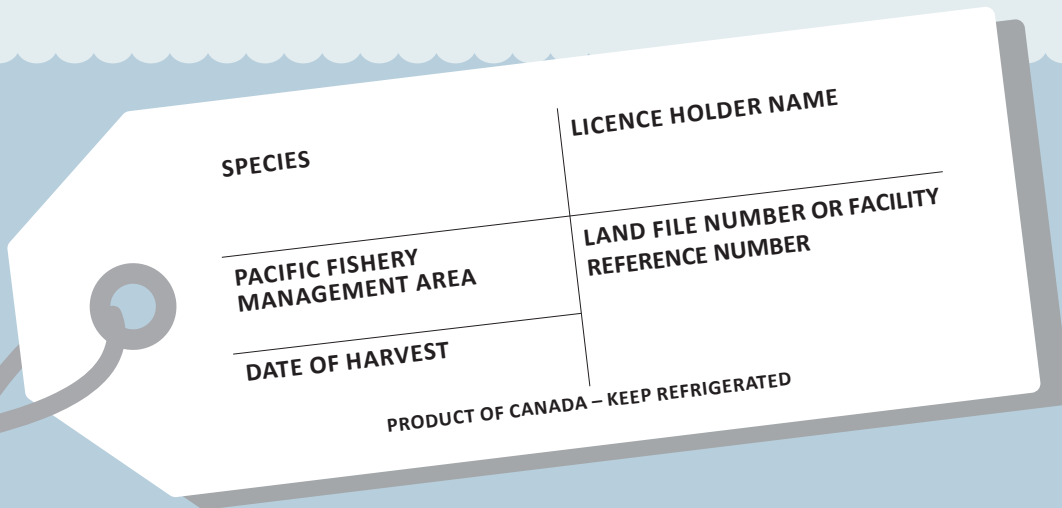 SPECIES
LICENCE HOLDER NAME
PACIFIC FISHERY
MANAGEMENT AREA
LAND FILE NUMBER OR FACILITY
REFERENCE NUMBER
DATE OF HARVEST
PRODUCT OF CANADA – KEEP REFRIGERATED